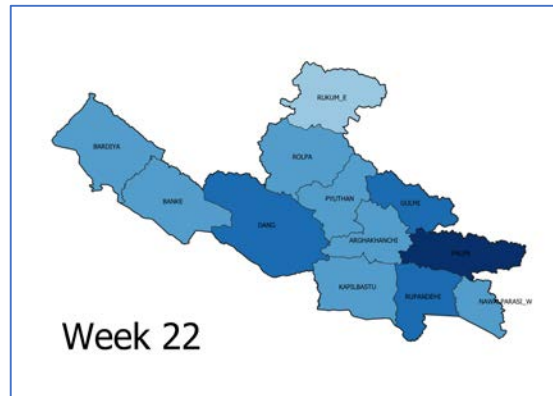 RUKUM_E
BARDIYA
ROLPA
BANKE
PYUTHAN
GULMI
DANG
ARGHAKHANCHI
PALPA
KAPILBASTU
RUPANDEHI
NAWALPARASI_W
Week 22